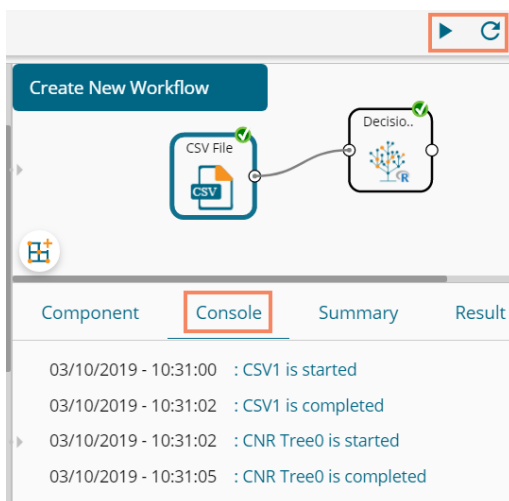 Create New Workflow
Decisio..
CSV File
CSV
R
Component Console Summary Result
03/10/2019 - 10:31:00 : CSV1 is started
03/10/2019 - 10:31:02 : CSV1 is completed
03/10/2019 - 10:31:02 : CNR Tree0 is started
03/10/2019 - 10:31:05 : CNR Tree0 is completed